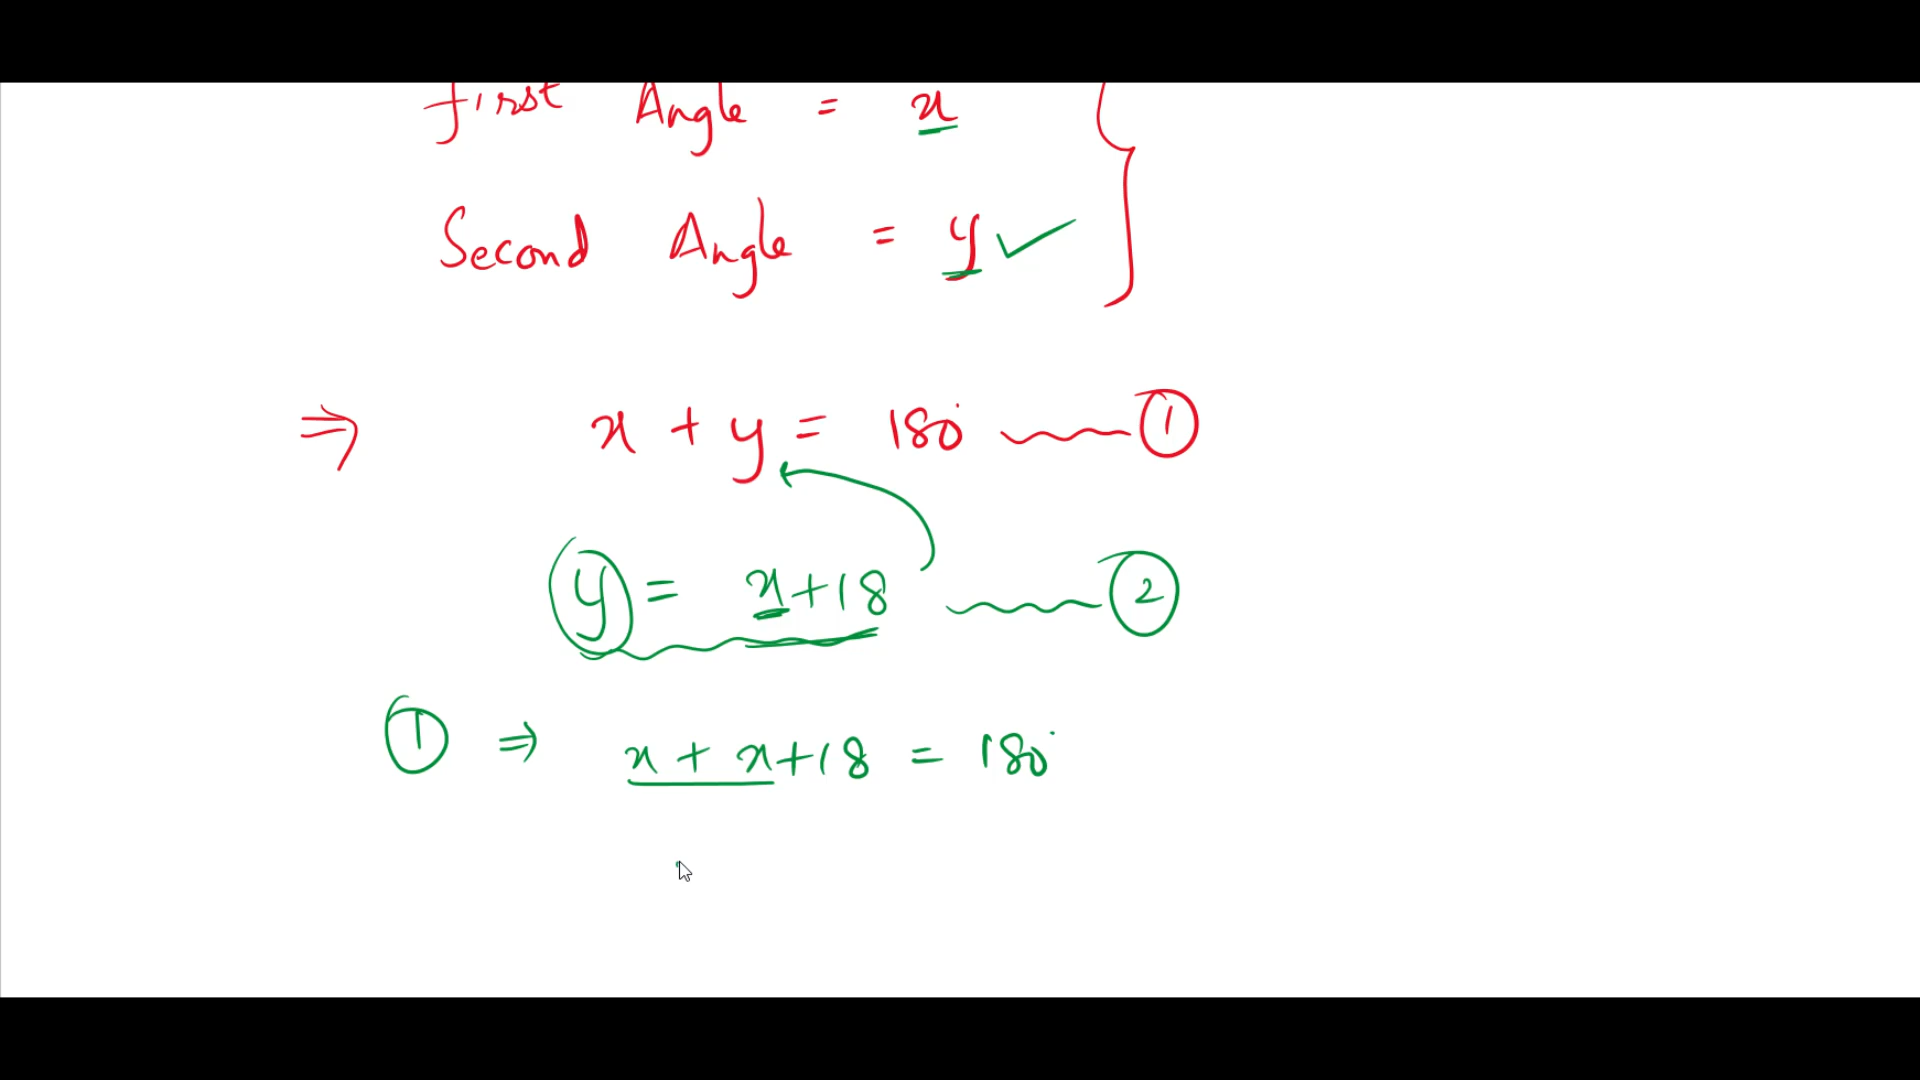 first Angle = x
Second Angle = y ✓
⇒ x + y = 180° ①
y = x+18 ②
① ⇒ x + x+18 = 180°